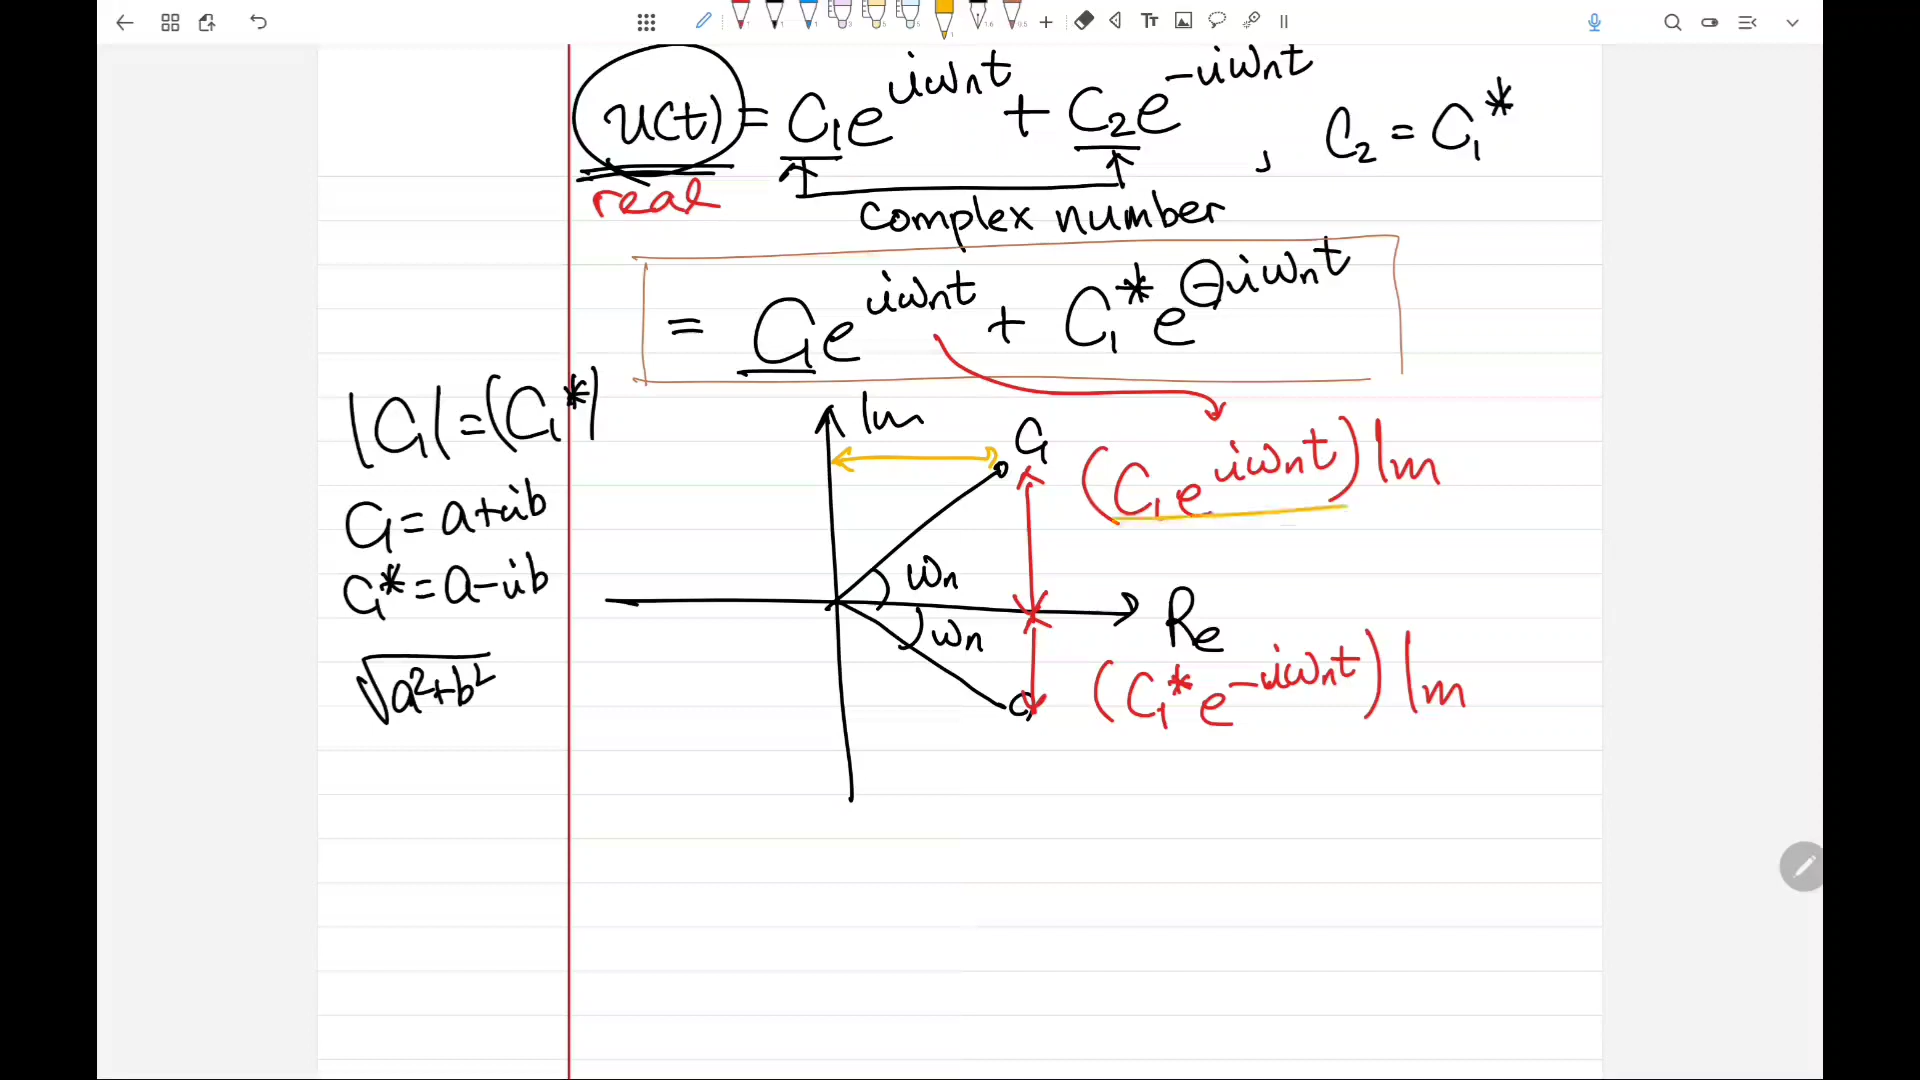 u(t) = C₁e^{iωₙt} + C₂e^{-iωₙt} , C₂ = C₁*
real
complex number
= C₁e^{iωₙt} + C₁*e^{-iωₙt}
|C₁| = |C₁*|
Im
C₁
(C₁e^{iωₙt}) Im
C₁ = a+ib
ωₙ
C₁* = a-ib
Re
ωₙ
√a²+b²
(C₁*e^{-iωₙt}) Im